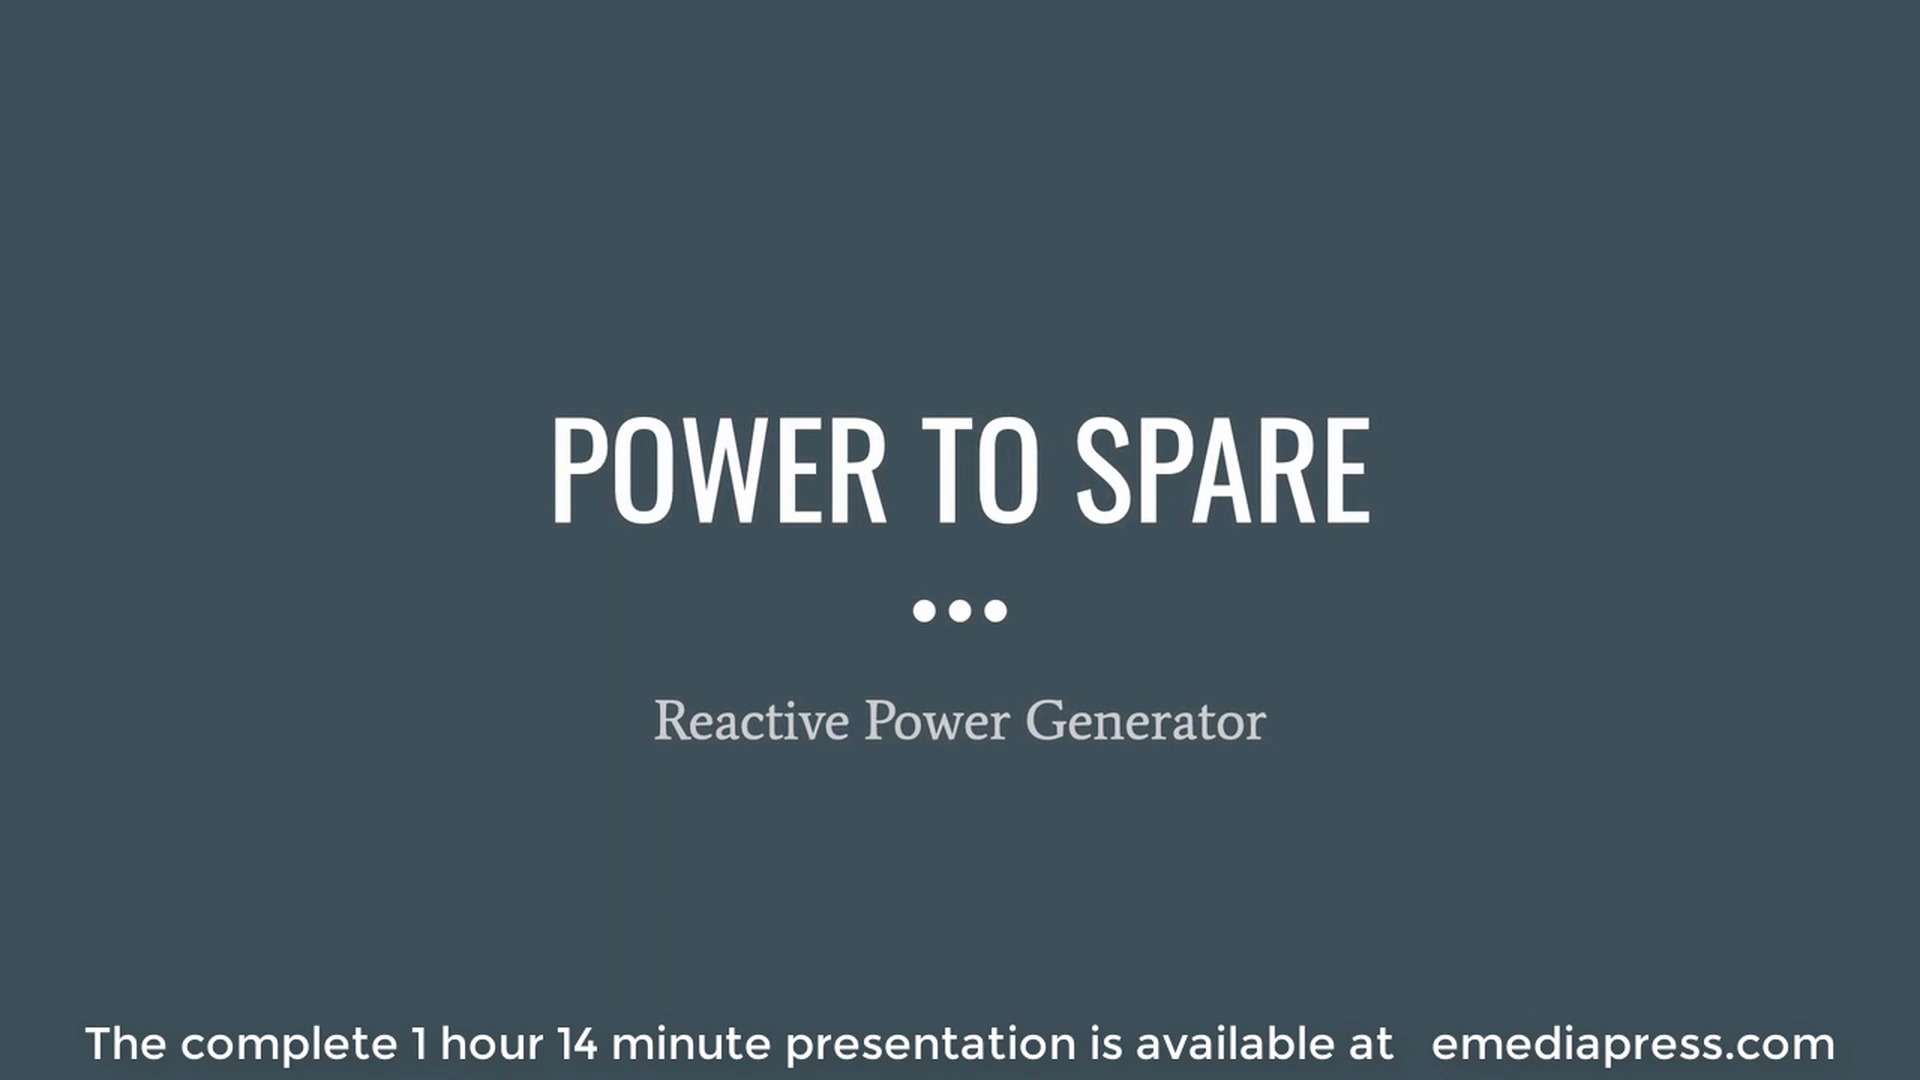 POWER TO SPARE
Reactive Power Generator
The complete 1 hour 14 minute presentation is available at emediapress.com